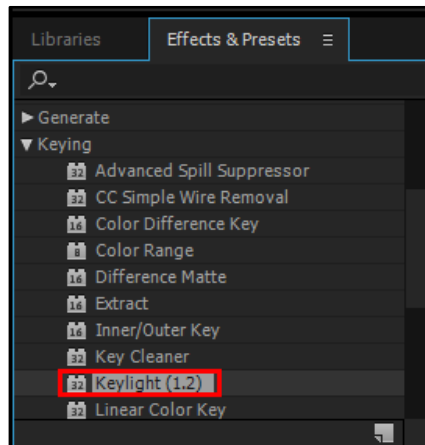 Libraries Effects & Presets
Generate
Keying
32 Advanced Spill Suppressor
32 CC Simple Wire Removal
16 Color Difference Key
8 Color Range
16 Difference Matte
16 Extract
16 Inner/Outer Key
32 Key Cleaner
32 Keylight (1.2)
32 Linear Color Key